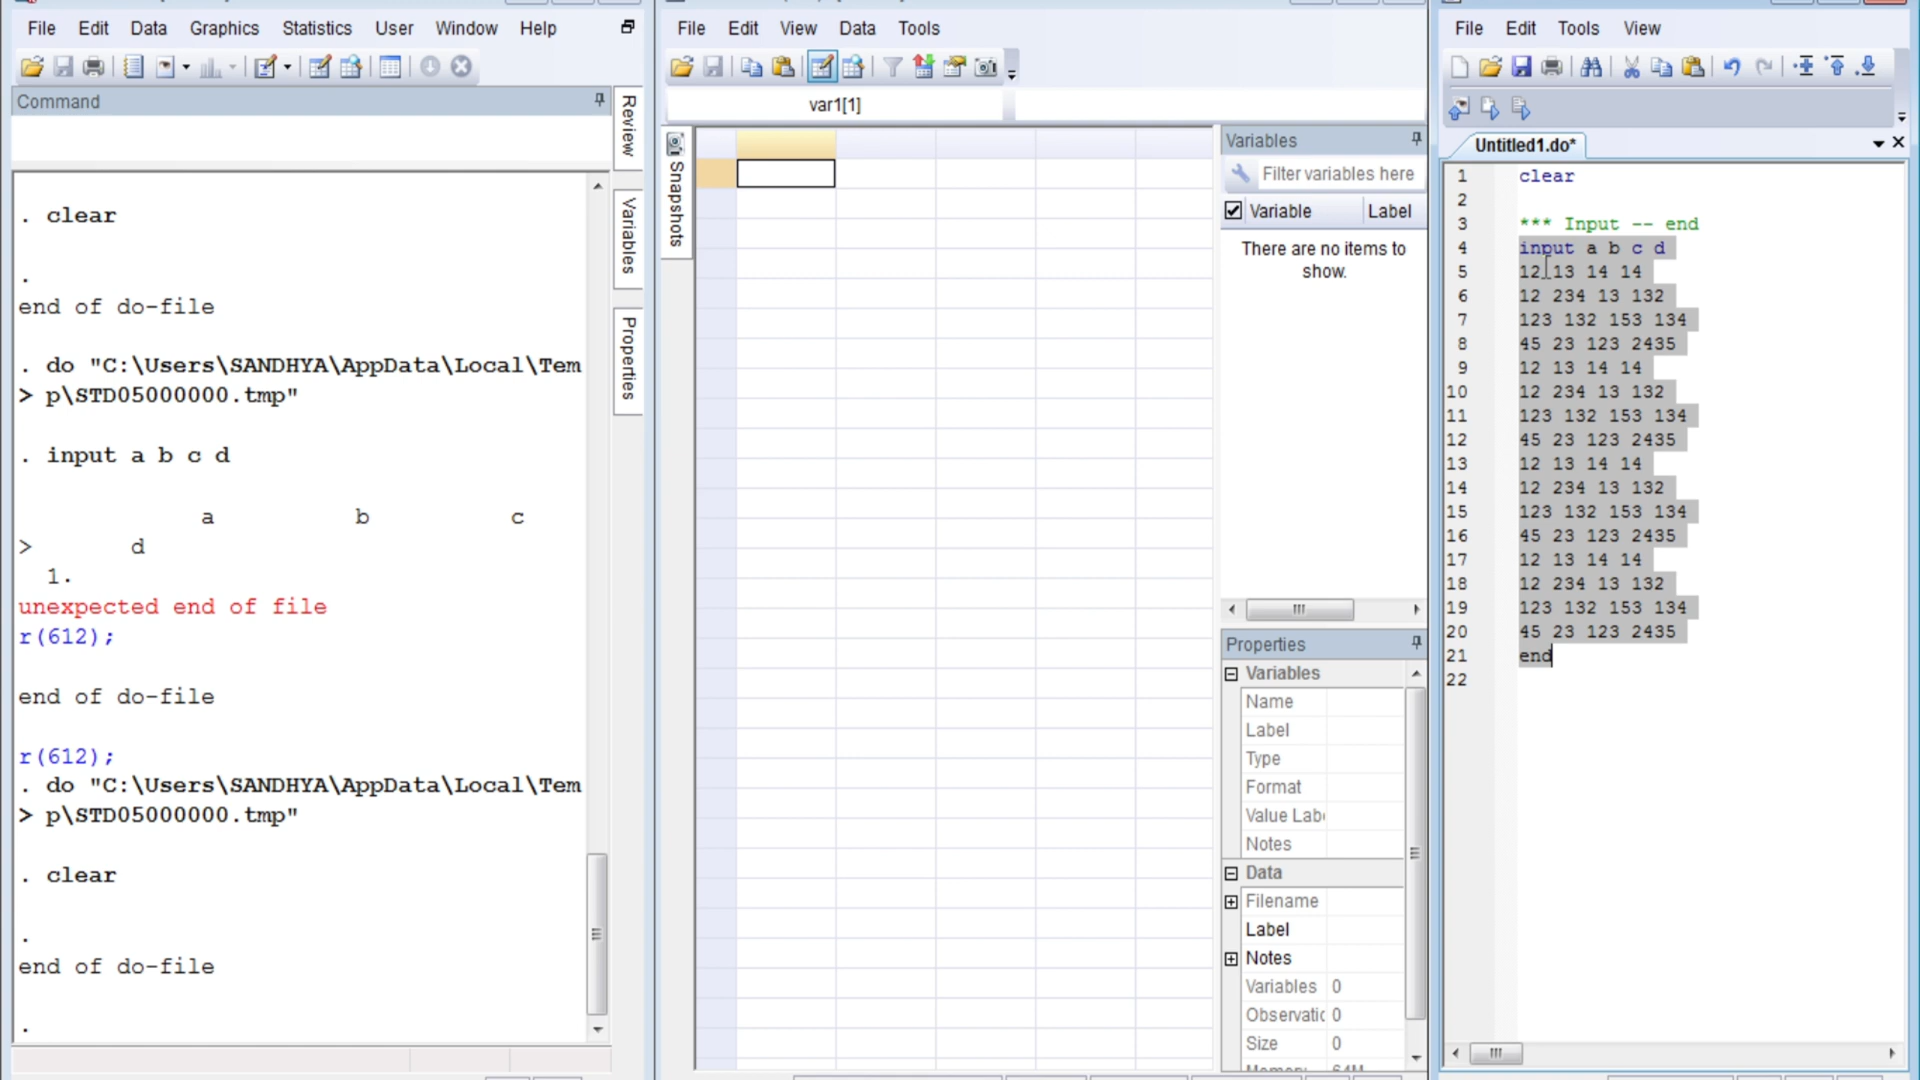 File Edit Data Graphics Statistics User Window Help
Command
. clear
.
end of do-file
. do "C:\Users\SANDHYA\AppData\Local\Tem
> p\STD05000000.tmp"
. input a b c d
a b c
> d
1.
unexpected end of file
r(612);
end of do-file
r(612);
. do "C:\Users\SANDHYA\AppData\Local\Tem
> p\STD05000000.tmp"
. clear
.
end of do-file
.
Review
Variables
Properties
File Edit View Data Tools
var1[1]
Snapshots
Variables
Filter variables here
Variable Label
There are no items to
show.
Properties
Variables
Name
Label
Type
Format
Value Lab
Notes
Data
Filename
Label
Notes
Variables 0
Observatio 0
Size 0
File Edit Tools View
Untitled1.do*
1 clear
2
3 *** Input -- end
4 input a b c d
5 12 13 14 14
6 12 234 13 132
7 123 132 153 134
8 45 23 123 2435
9 12 13 14 14
10 12 234 13 132
11 123 132 153 134
12 45 23 123 2435
13 12 13 14 14
14 12 234 13 132
15 123 132 153 134
16 45 23 123 2435
17 12 13 14 14
18 12 234 13 132
19 123 132 153 134
20 45 23 123 2435
21 end
22